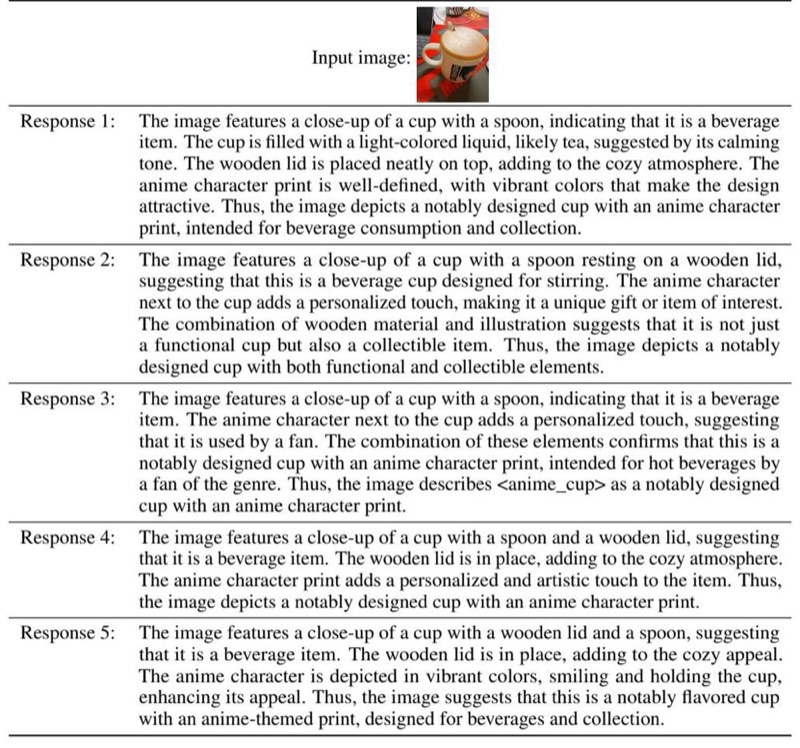 Input image:
Response 1: The image features a close-up of a cup with a spoon, indicating that it is a beverage
item. The cup is filled with a light-colored liquid, likely tea, suggested by its calming
tone. The wooden lid is placed neatly on top, adding to the cozy atmosphere. The
anime character print is well-defined, with vibrant colors that make the design
attractive. Thus, the image depicts a notably designed cup with an anime character
print, intended for beverage consumption and collection.
Response 2: The image features a close-up of a cup with a spoon resting on a wooden lid,
suggesting that this is a beverage cup designed for stirring. The anime character
next to the cup adds a personalized touch, making it a unique gift or item of interest.
The combination of wooden material and illustration suggests that it is not just
a functional cup but also a collectible item. Thus, the image depicts a notably
designed cup with both functional and collectible elements.
Response 3: The image features a close-up of a cup with a spoon, indicating that it is a beverage
item. The anime character next to the cup adds a personalized touch, suggesting
that it is used by a fan. The combination of these elements confirms that this is a
notably designed cup with an anime character print, intended for hot beverages by
a fan of the genre. Thus, the image describes <anime_cup> as a notably designed
cup with an anime character print.
Response 4: The image features a close-up of a cup with a spoon and a wooden lid, suggesting
that it is a beverage item. The wooden lid is in place, adding to the cozy atmosphere.
The anime character print adds a personalized and artistic touch to the item. Thus,
the image depicts a notably designed cup with an anime character print.
Response 5: The image features a close-up of a cup with a wooden lid and a spoon, suggesting
that it is a beverage item. The wooden lid is in place, adding to the cozy appeal.
The anime character is depicted in vibrant colors, smiling and holding the cup,
enhancing its appeal. Thus, the image suggests that this is a notably flavored cup
with an anime-themed print, designed for beverages and collection.